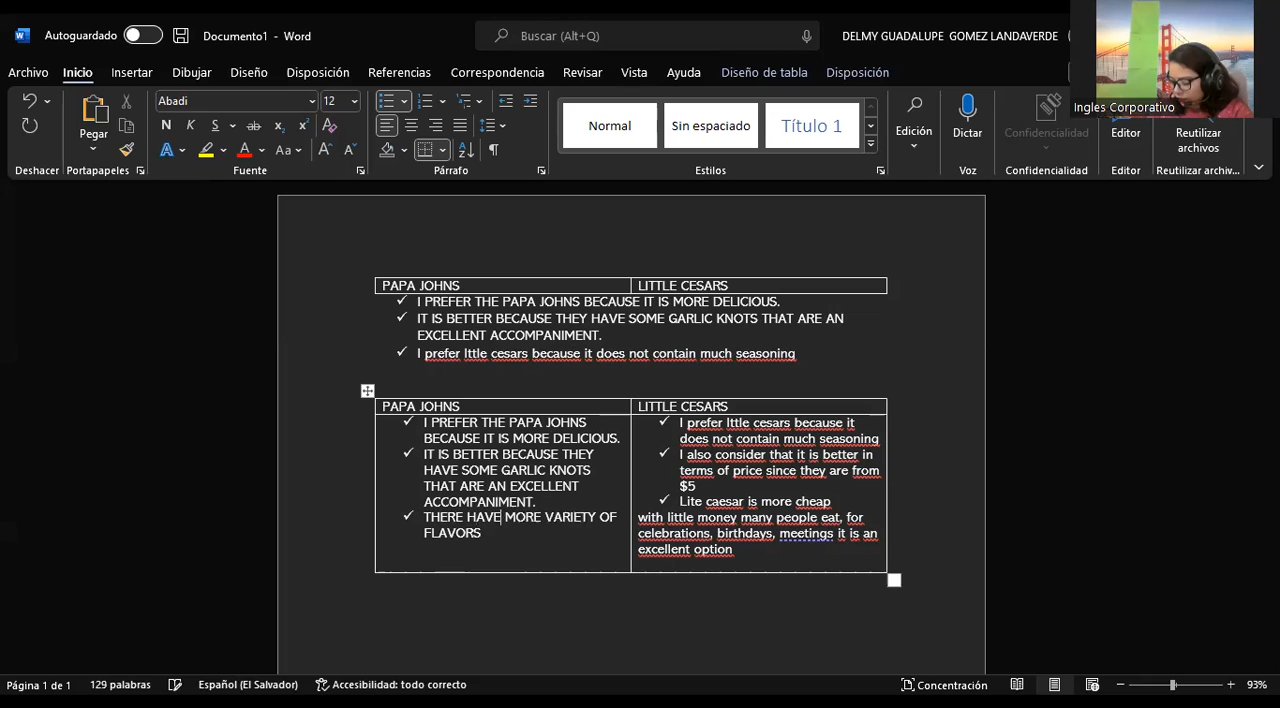 Autoguardado
Documento1 - Word
Buscar (Alt+Q)
DELMY GUADALUPE GOMEZ LANDAVERDE
Ingles Corporativo
Archivo Inicio Insertar Dibujar Diseño Disposición Referencias Correspondencia Revisar Vista Ayuda Diseño de tabla Disposición
Abadi 12
Pegar
N K S ab x₂ x² A
A A Aa A A
Normal
Sin espaciado
Título 1
Edición
Dictar
Confidencialidad
Editor
Reutilizar
archivos
Deshacer Portapapeles Fuente Párrafo Estilos Voz Confidencialidad Editor Reutilizar archiv...
PAPA JOHNS LITTLE CESARS
I PREFER THE PAPA JOHNS BECAUSE IT IS MORE DELICIOUS.
IT IS BETTER BECAUSE THEY HAVE SOME GARLIC KNOTS THAT ARE AN
EXCELLENT ACCOMPANIMENT.
I prefer lttle cesars because it does not contain much seasoning
PAPA JOHNS
I PREFER THE PAPA JOHNS
BECAUSE IT IS MORE DELICIOUS.
IT IS BETTER BECAUSE THEY
HAVE SOME GARLIC KNOTS
THAT ARE AN EXCELLENT
ACCOMPANIMENT.
THERE HAVE MORE VARIETY OF
FLAVORS
LITTLE CESARS
I prefer lttle cesars because it
does not contain much seasoning
I also consider that it is better in
terms of price since they are from
$5
Lite caesar is more cheap
with little money many people eat, for
celebrations, birthdays, meetings it is an
excellent option
Página 1 de 1 129 palabras Español (El Salvador) Accesibilidad: todo correcto Concentración 93%